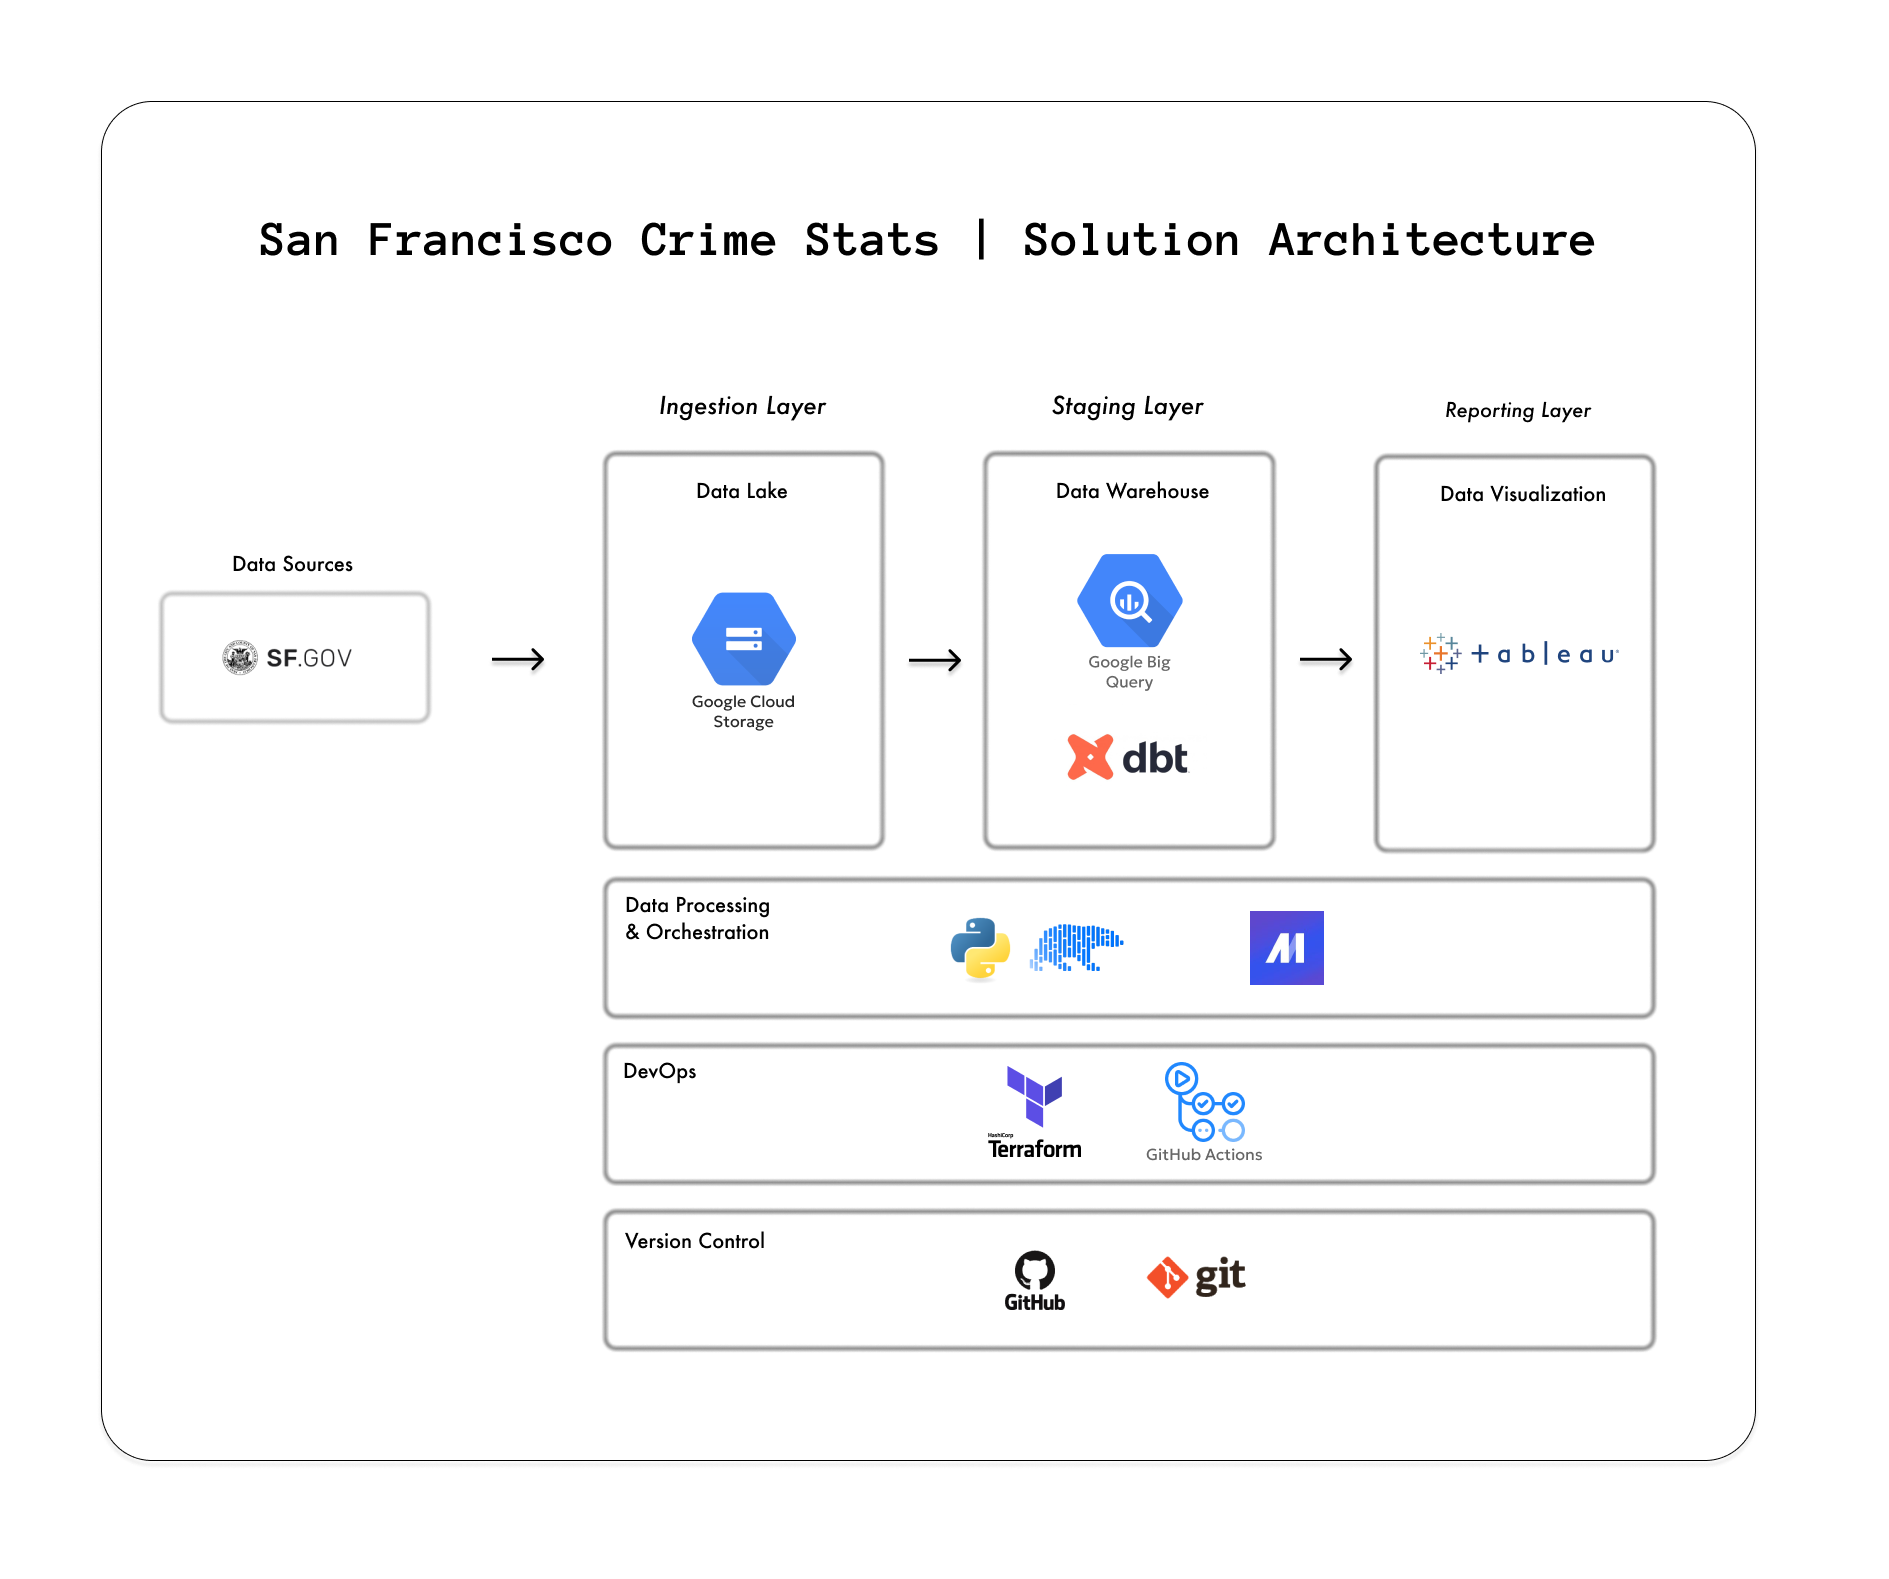 San Francisco Crime Stats | Solution Architecture
Ingestion Layer
Staging Layer
Reporting Layer
Data Sources
SF.GOV
Data Lake
Google Cloud
Storage
Data Warehouse
Google Big
Query
dbt
Data Visualization
+ableau
Data Processing
& Orchestration
DevOps
HashiCorp
Terraform
GitHub Actions
Version Control
GitHub
git